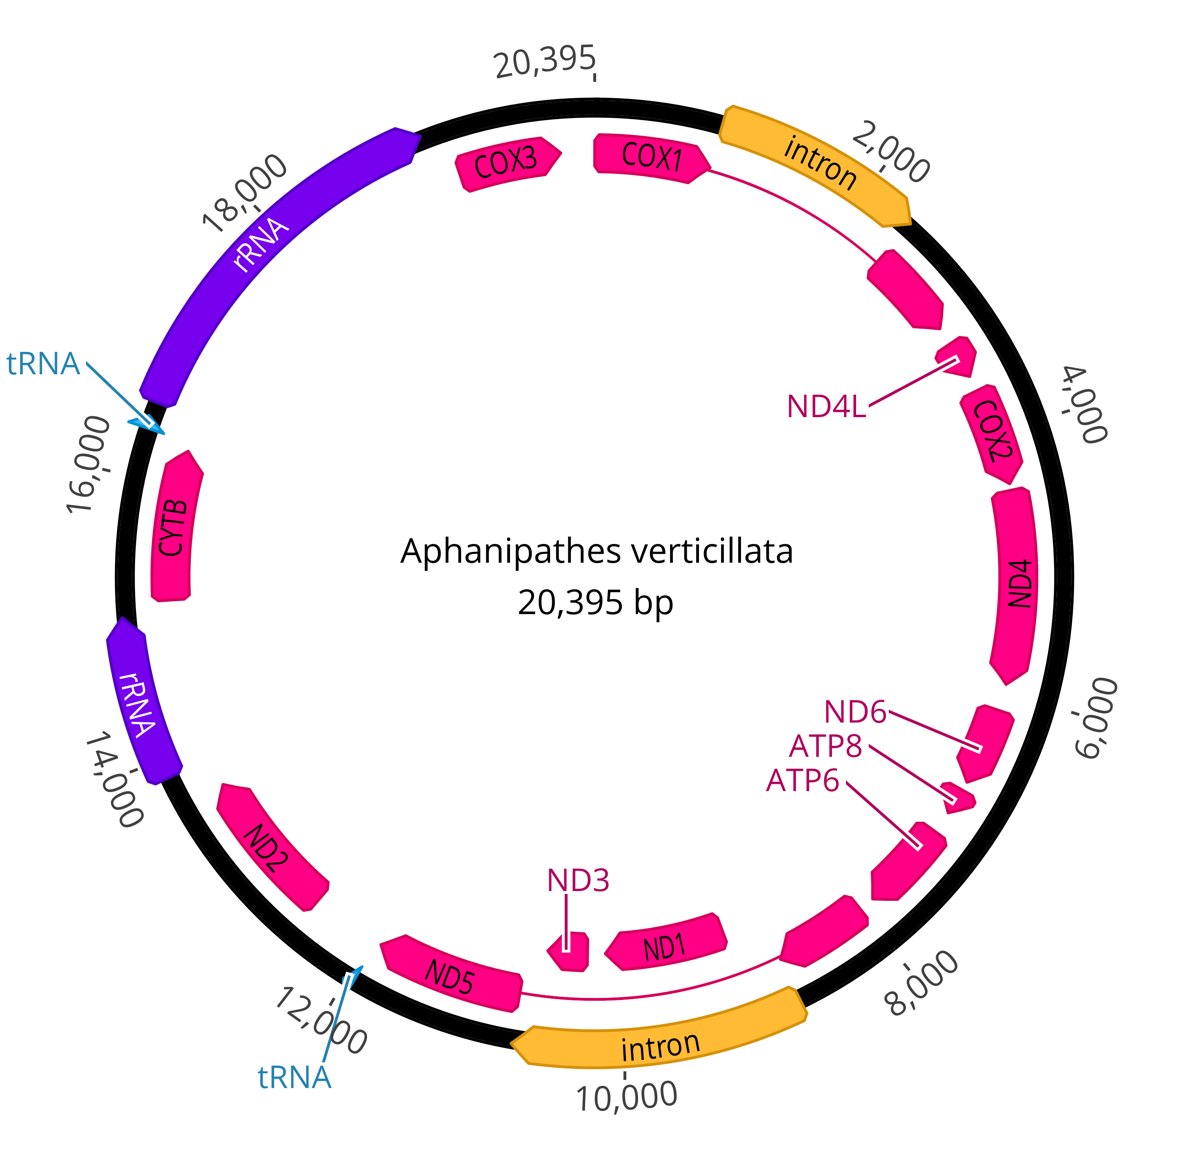 20,395
COX3
COX1
intron
2,000
18,000
rRNA
tRNA
ND4L
4,000
COX2
16,000
CYTB
Aphanipathes verticillata
20,395 bp
ND4
rRNA
ND6
6,000
ATP8
ATP6
14,000
ND2
ND3
ND1
ND5
8,000
12,000
intron
tRNA
10,000